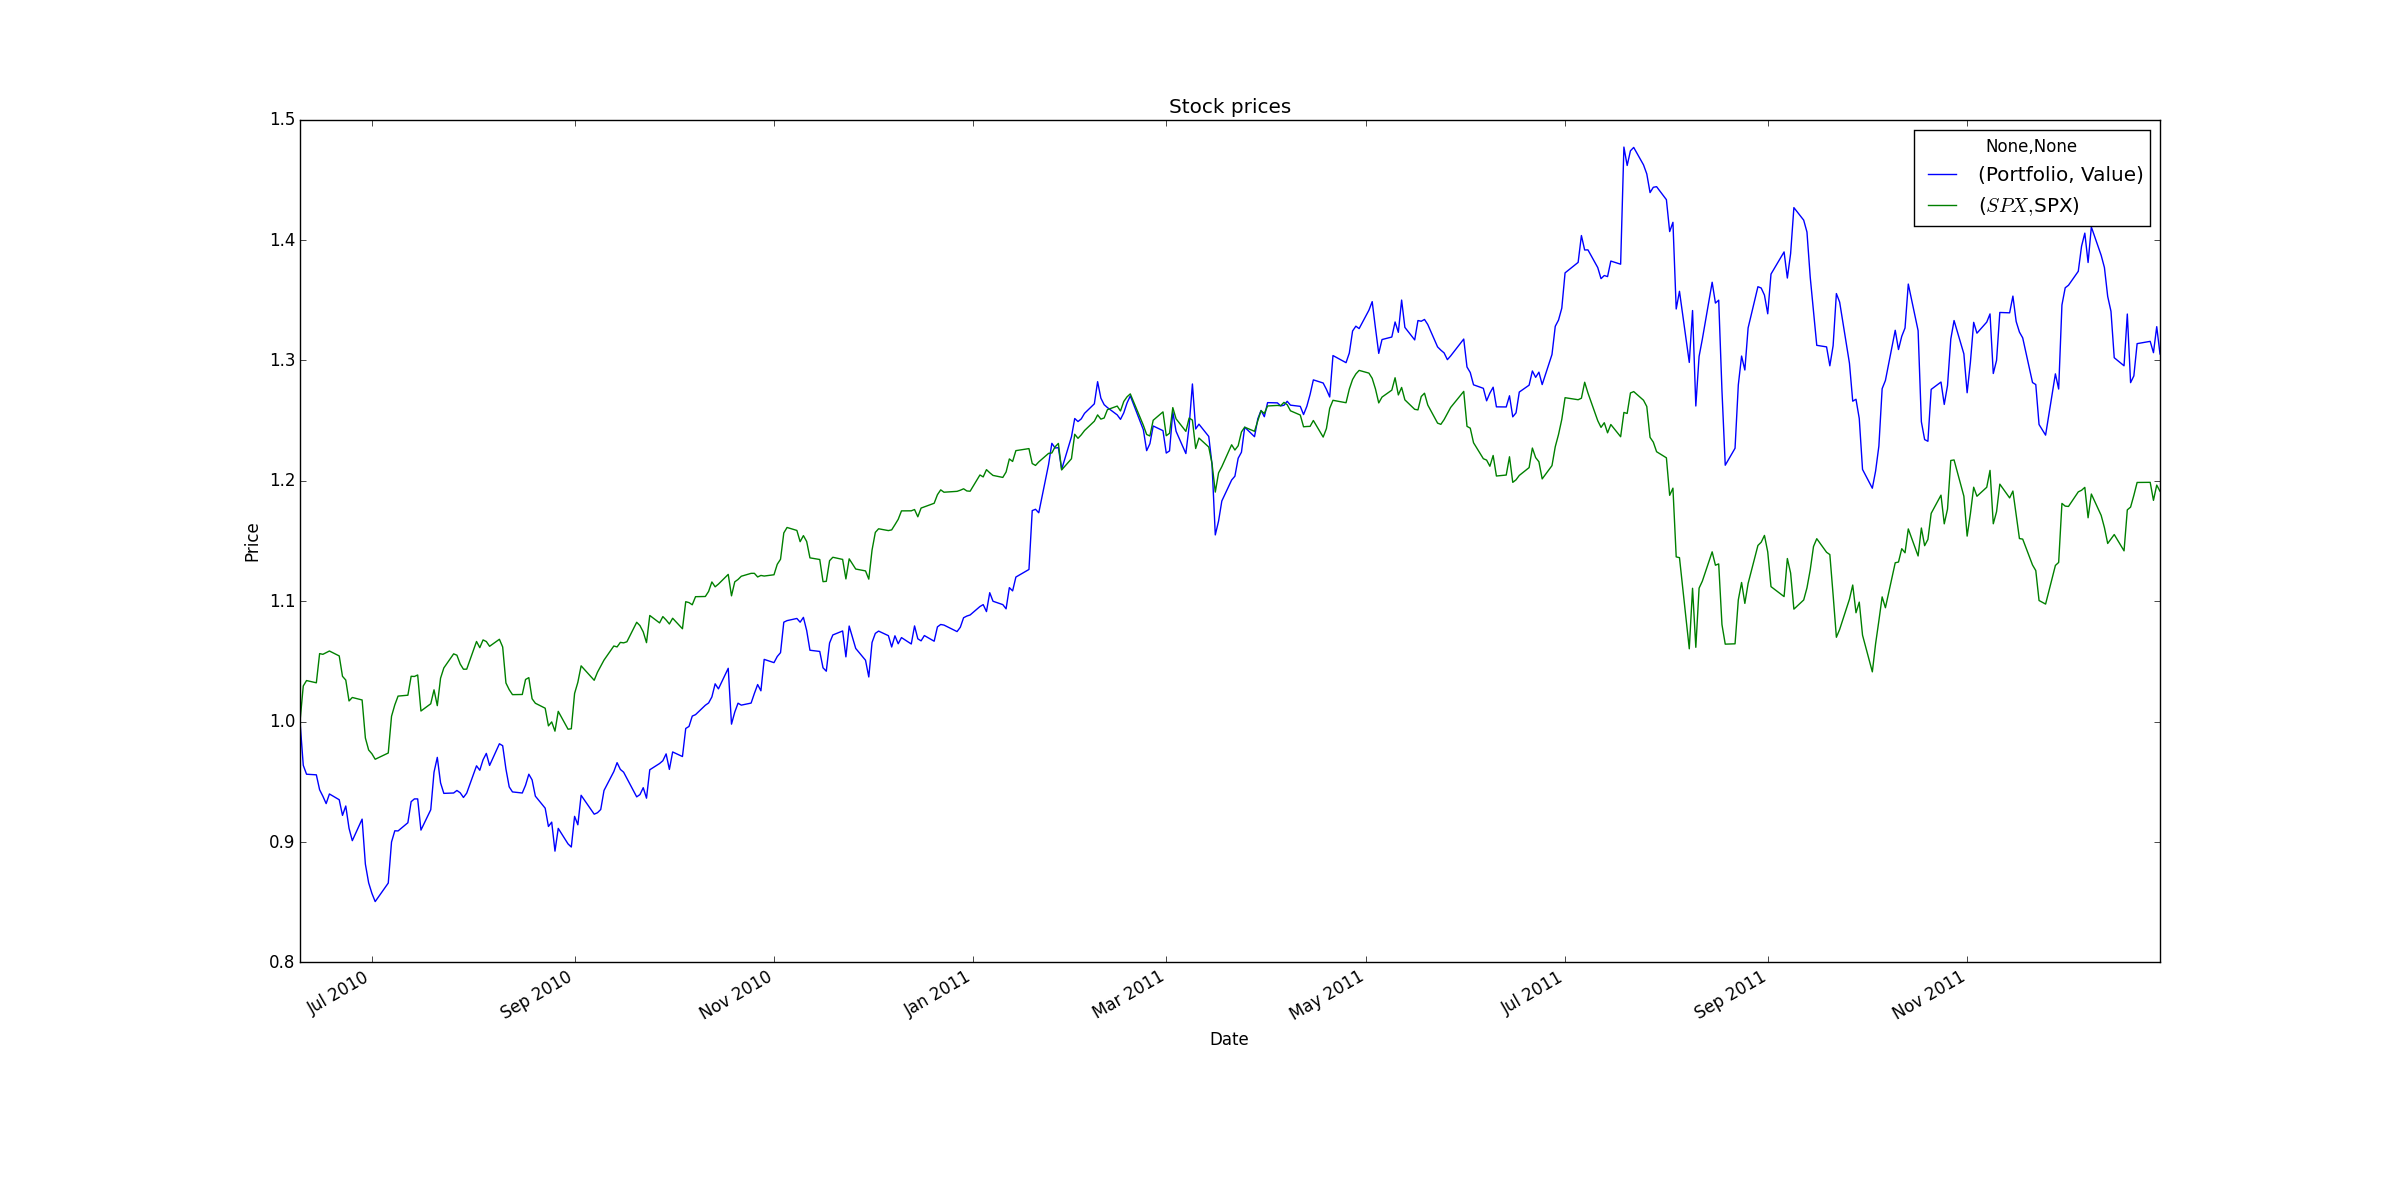 Stock prices
None,None
(Portfolio, Value)
(SPX,SPX)
Price
1.5
1.4
1.3
1.2
1.1
1.0
0.9
0.8
Jul 2010
Sep 2010
Nov 2010
Jan 2011
Mar 2011
May 2011
Jul 2011
Sep 2011
Nov 2011
Date